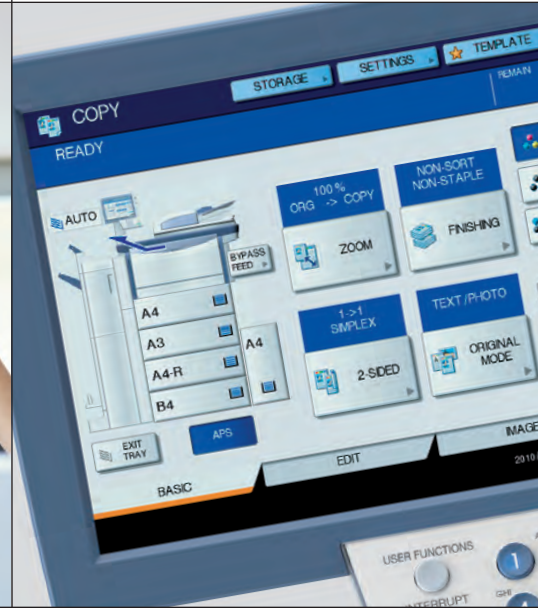 STORAGE
SETTINGS
TEMPLATE
COPY
REMAIN
READY
100 %
ORG -> COPY
NON-SORT
NON-STAPLE
AUTO
ZOOM
FINISHING
BYPASS
FEED
A4
A3
A4
A4-R
B4
1->1
SIMPLEX
TEXT/PHOTO
2-SIDED
ORIGINAL
MODE
EXIT
TRAY
APS
BASIC
EDIT
IMAGE
2010
USER FUNCTIONS
1
INTERRUPT
GHI
4